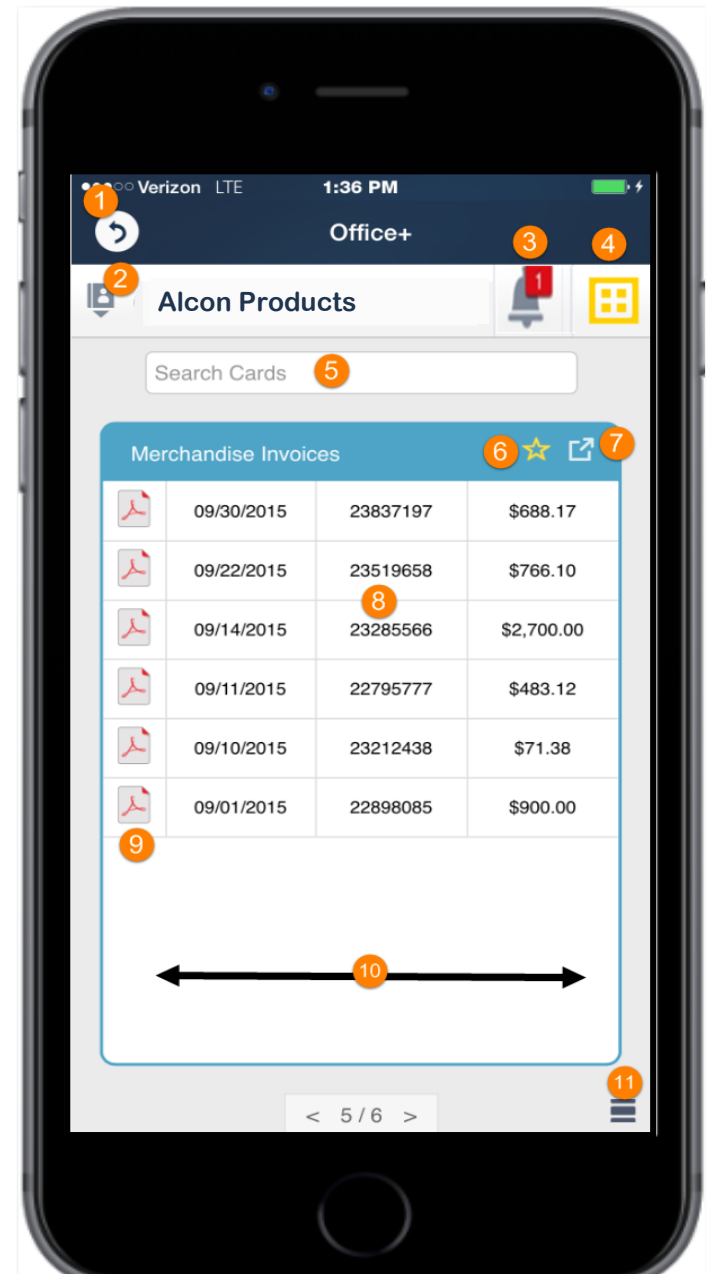 Verizon LTE 1:36 PM
1
Office+
3
4
2
Alcon Products
1
Search Cards 5
Merchandise Invoices 6 7
09/30/2015 23837197 $688.17
09/22/2015 23519658 $766.10
8
09/14/2015 23285566 $2,700.00
09/11/2015 22795777 $483.12
09/10/2015 23212438 $71.38
09/01/2015 22898085 $900.00
9
10
11
< 5 / 6 >